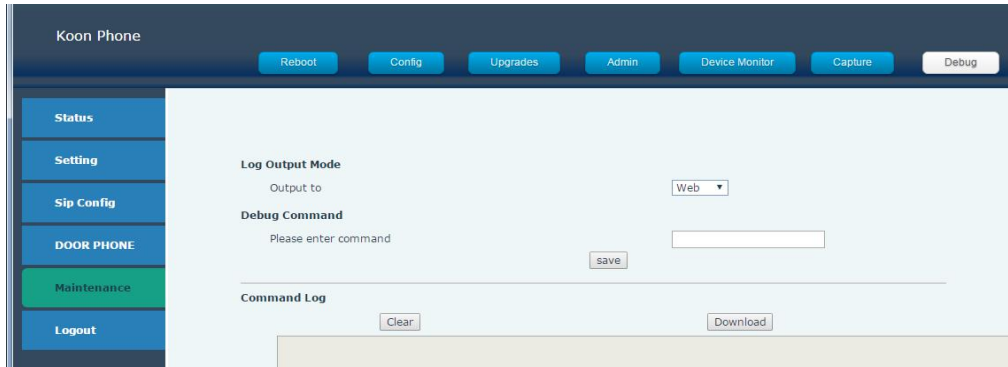 Koon Phone
Reboot Config Upgrades Admin Device Monitor Capture Debug
Status
Setting
Sip Config
DOOR PHONE
Maintenance
Logout
Log Output Mode
Output to Web
Debug Command
Please enter command
save
Command Log
Clear Download